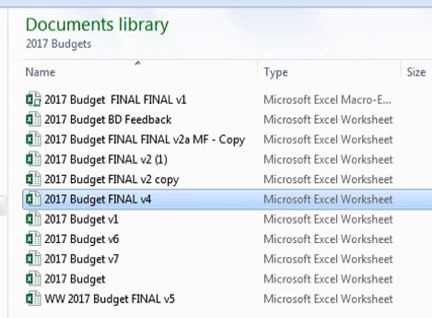 Documents library
2017 Budgets
Name Type Size
2017 Budget FINAL FINAL v1 Microsoft Excel Macro-E...
2017 Budget BD Feedback Microsoft Excel Worksheet
2017 Budget FINAL FINAL v2a MF - Copy Microsoft Excel Worksheet
2017 Budget FINAL v2 (1) Microsoft Excel Worksheet
2017 Budget FINAL v2 copy Microsoft Excel Worksheet
2017 Budget FINAL v4 Microsoft Excel Worksheet
2017 Budget v1 Microsoft Excel Worksheet
2017 Budget v6 Microsoft Excel Worksheet
2017 Budget v7 Microsoft Excel Worksheet
2017 Budget Microsoft Excel Worksheet
WW 2017 Budget FINAL v5 Microsoft Excel Worksheet